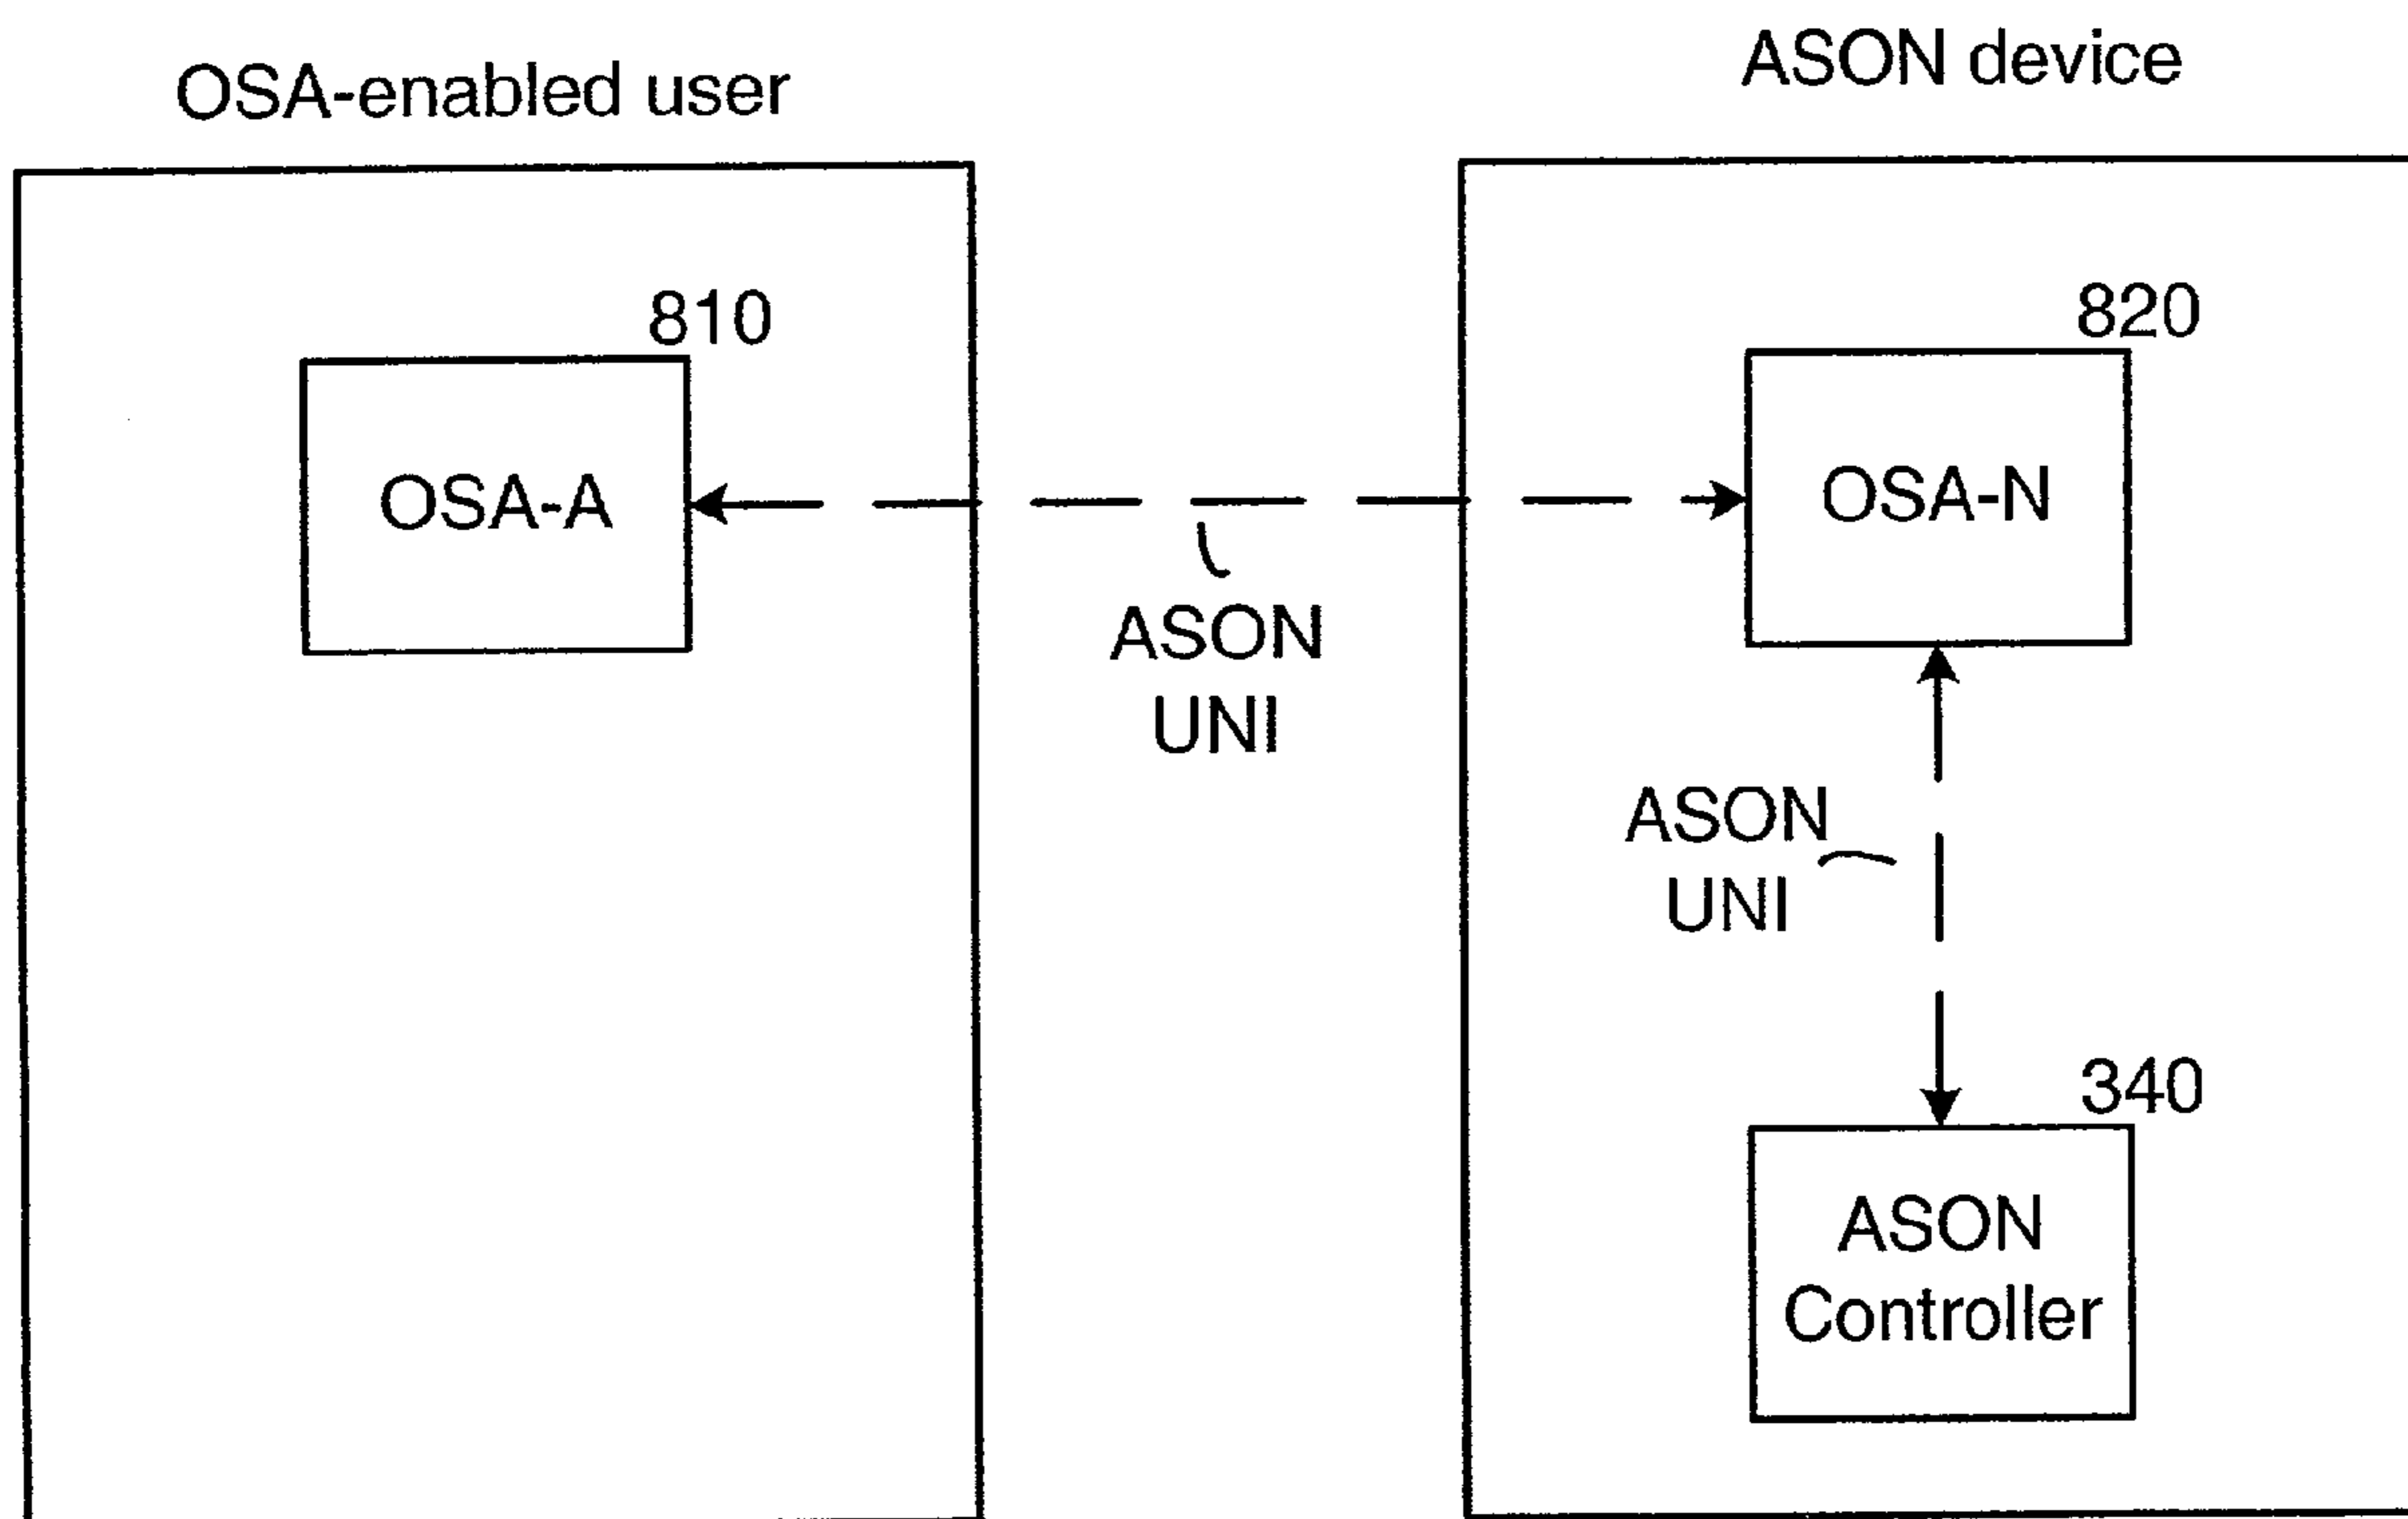 OSA-enabled user
ASON device
810
OSA-A
820
OSA-N
ASON
UNI
ASON
UNI
340
ASON
Controller